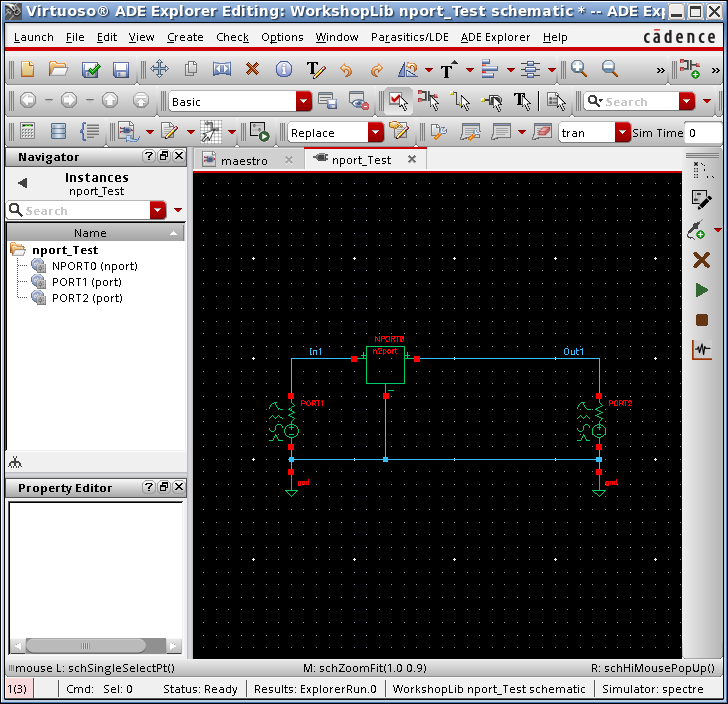 Virtuoso® ADE Explorer Editing: WorkshopLib nport_Test schematic * -- ADE Exp
Launch File Edit View Create Check Options Window Parasitics/LDE ADE Explorer Help cādence
» »
Basic Search
Replace tran Sim Time 0
Navigator ?
maestro nport_Test
Instances
nport_Test
Search
Name
nport_Test
NPORT0 (nport)
PORT1 (port)
PORT2 (port)
NPORT0
In1 n2port Out1
PORT1 PORT2
gnd gnd
Property Editor ?
mouse L: schSingleSelectPt() M: schZoomFit(1.0 0.9) R: schHiMousePopUp()
1(3) Cmd: Sel: 0 Status: Ready Results: ExplorerRun.0 WorkshopLib nport_Test schematic Simulator: spectre